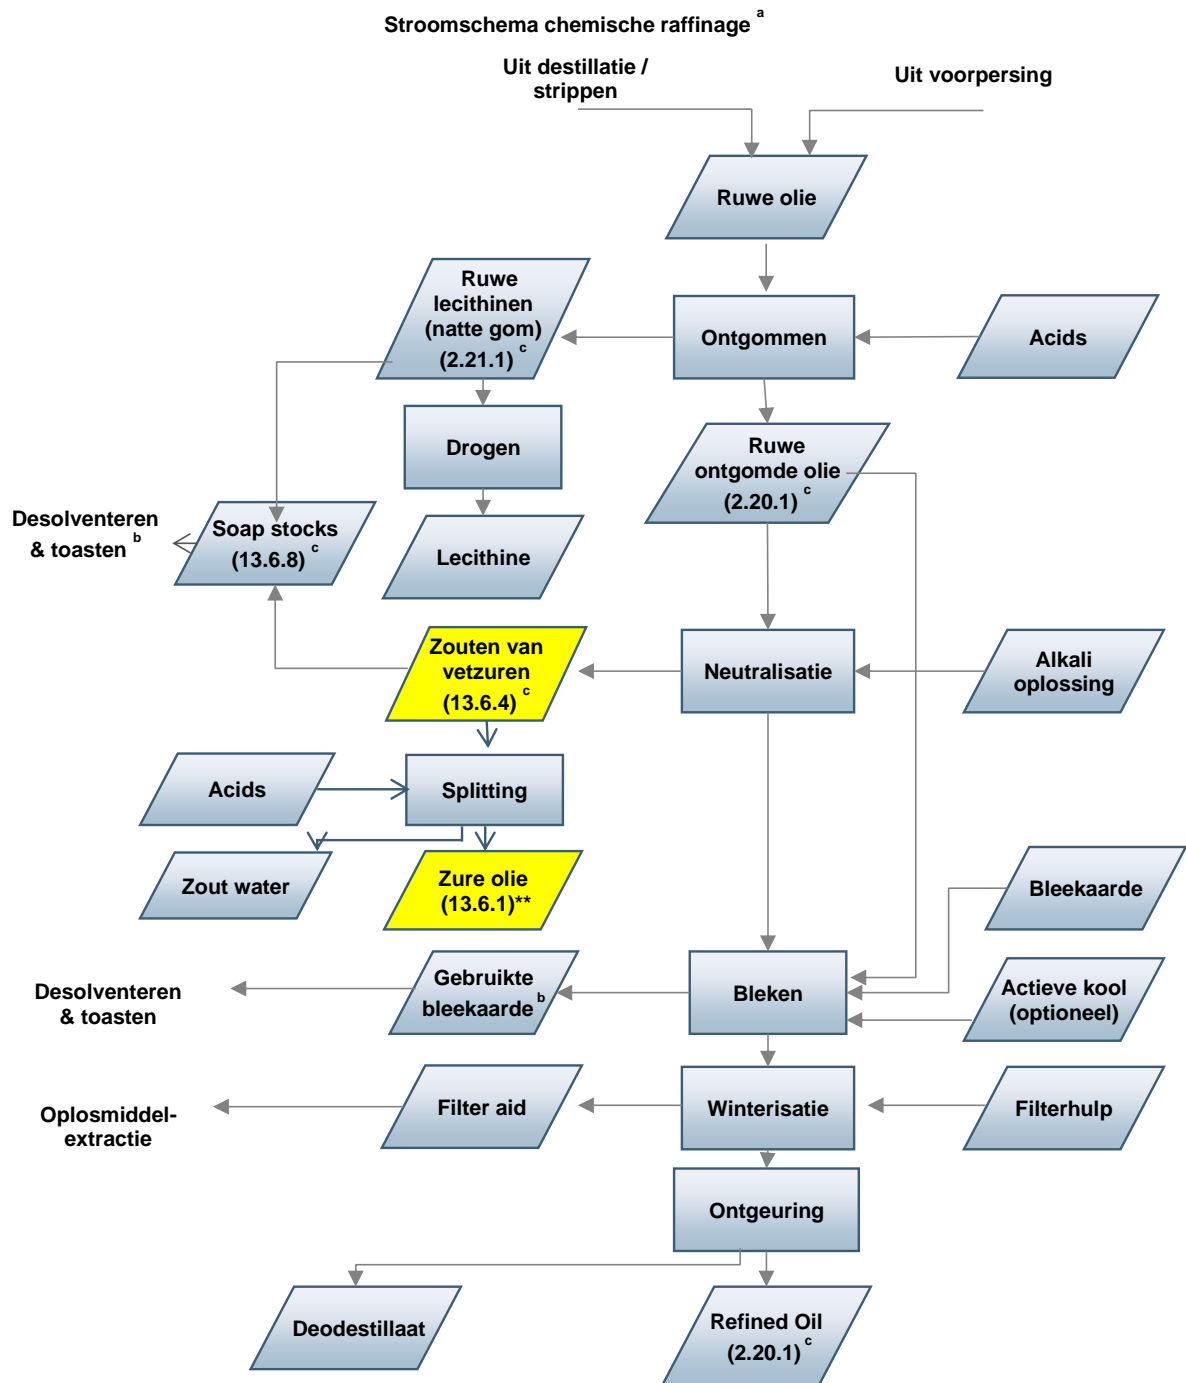 Stroomschema chemische raffinage a
Uit destillatie /
strippen
Uit voorpersing
Ruwe olie
Ruwe
lecithinen
(natte gom)
(2.21.1) c
Ontgommen
Acids
Drogen
Ruwe
ontgomde olie
(2.20.1) c
Desolventeren
& toasten b
Soap stocks
(13.6.8) c
Lecithine
Zouten van
vetzuren
(13.6.4) c
Neutralisatie
Alkali
oplossing
Acids
Splitting
Zout water
Zure olie
(13.6.1)**
Bleekaarde
Desolventeren
& toasten
Gebruikte
bleekaarde b
Bleken
Actieve kool
(optioneel)
Oplosmiddel-
extractie
Filter aid
Winterisatie
Filterhulp
Ontgeuring
Deodestillaat
Refined Oil
(2.20.1) c